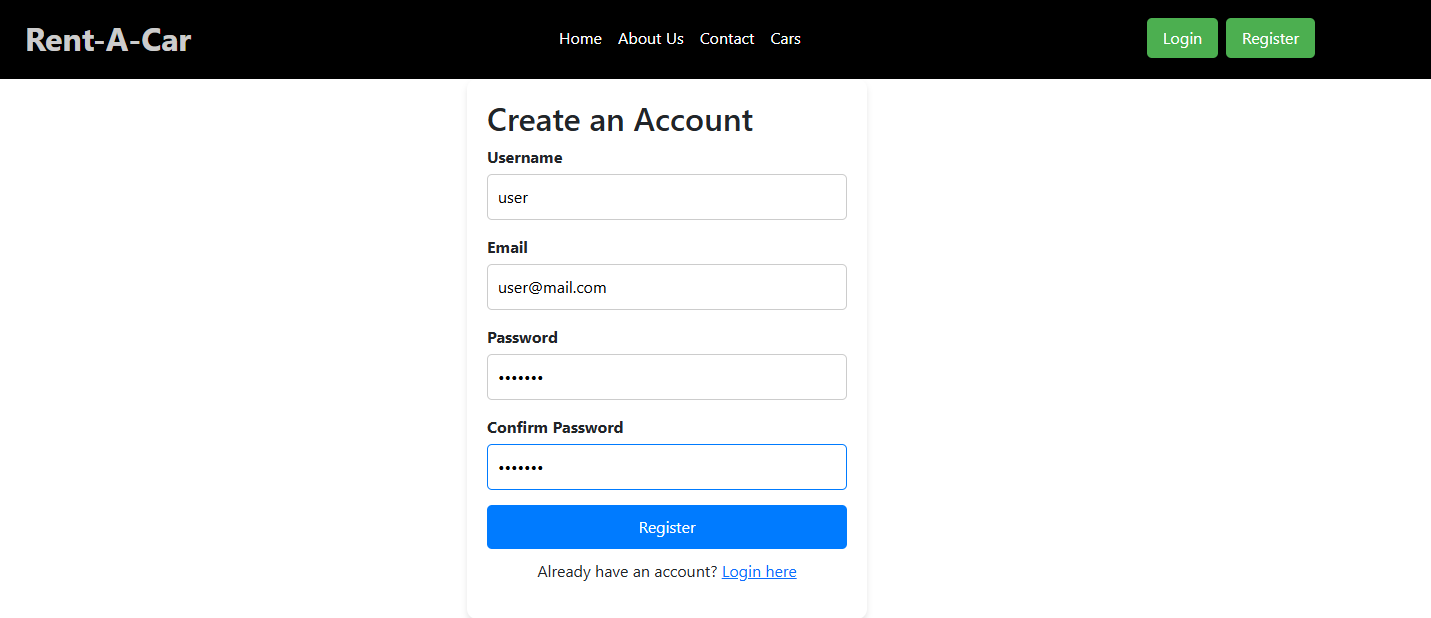 Rent-A-Car
Home About Us Contact Cars
Login Register
Create an Account
Username
user
Email
user@mail.com
Password
•••••••
Confirm Password
•••••••
Register
Already have an account? Login here